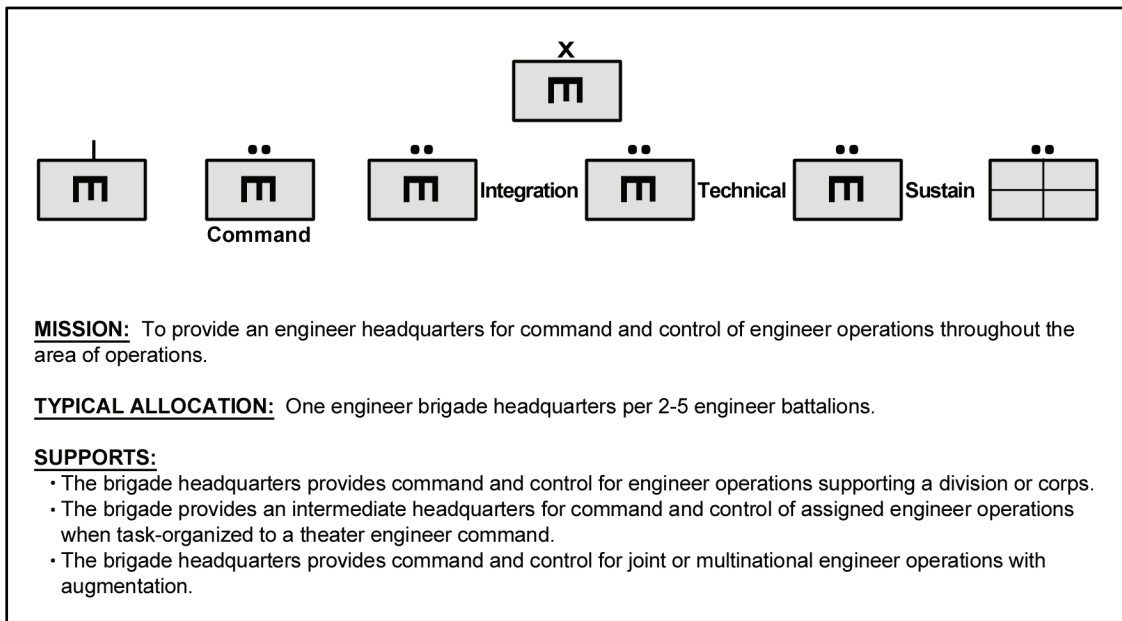 X
Integration Technical Sustain
Command
MISSION: To provide an engineer headquarters for command and control of engineer operations throughout the
area of operations.
TYPICAL ALLOCATION: One engineer brigade headquarters per 2-5 engineer battalions.
SUPPORTS:
• The brigade headquarters provides command and control for engineer operations supporting a division or corps.
• The brigade provides an intermediate headquarters for command and control of assigned engineer operations
when task-organized to a theater engineer command.
• The brigade headquarters provides command and control for joint or multinational engineer operations with
augmentation.